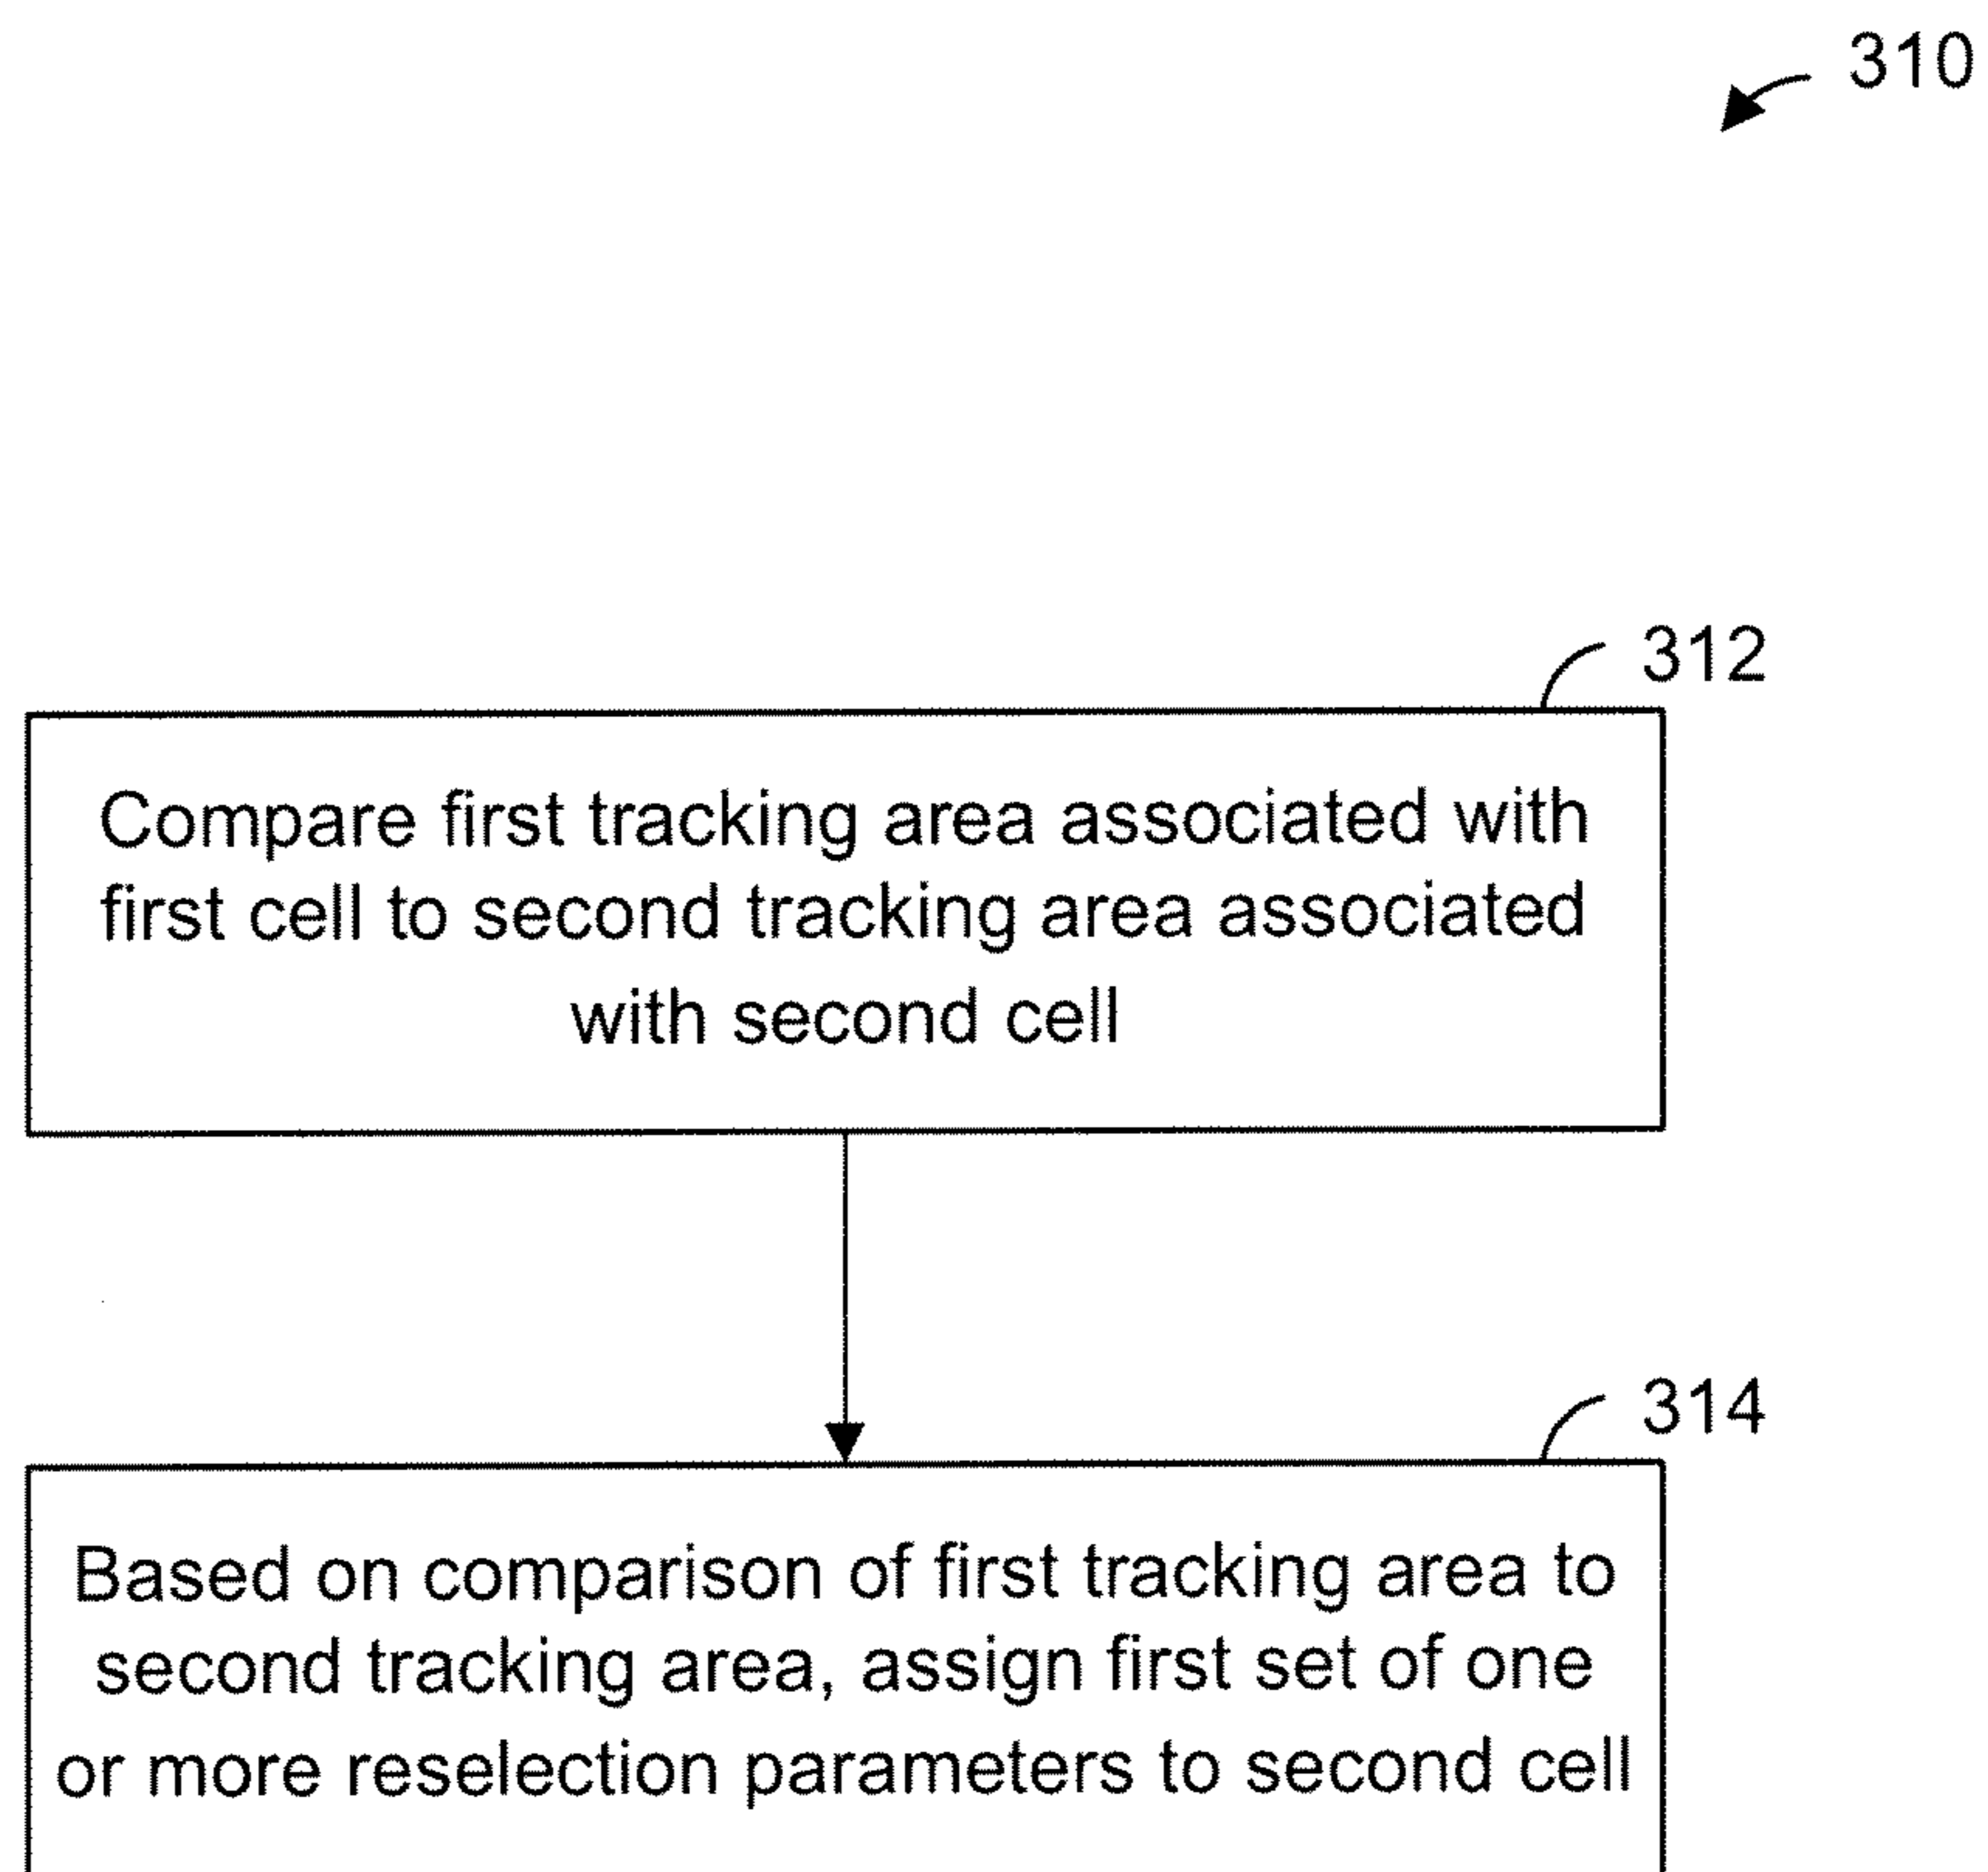 310
312
Compare first tracking area associated with
first cell to second tracking area associated
with second cell
314
Based on comparison of first tracking area to
second tracking area, assign first set of one
or more reselection parameters to second cell